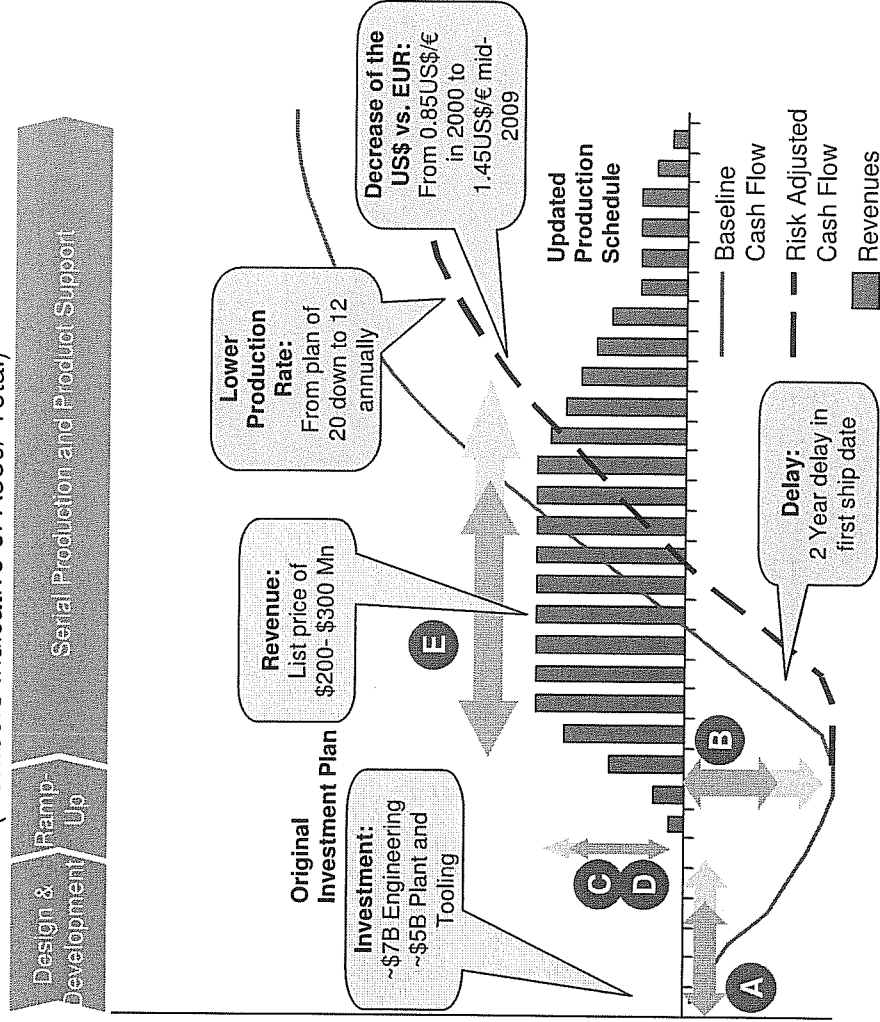 Design &
Development
Ramp-
Up
Serial Production and Product Support
Original
Investment Plan
Investment:
~$7B Engineering
~$5B Plant and
Tooling
Revenue:
List price of
$200- $300 Mn
Lower
Production
Rate:
From plan of
20 down to 12
annually
Decrease of the
US$ vs. EUR:
From 0.85US$/€
in 2000 to
1.45US$/€ mid-
2009
Updated
Production
Schedule
A
B
C
D
E
Delay:
2 Year delay in
first ship date
Baseline
Cash Flow
Risk Adjusted
Cash Flow
Revenues